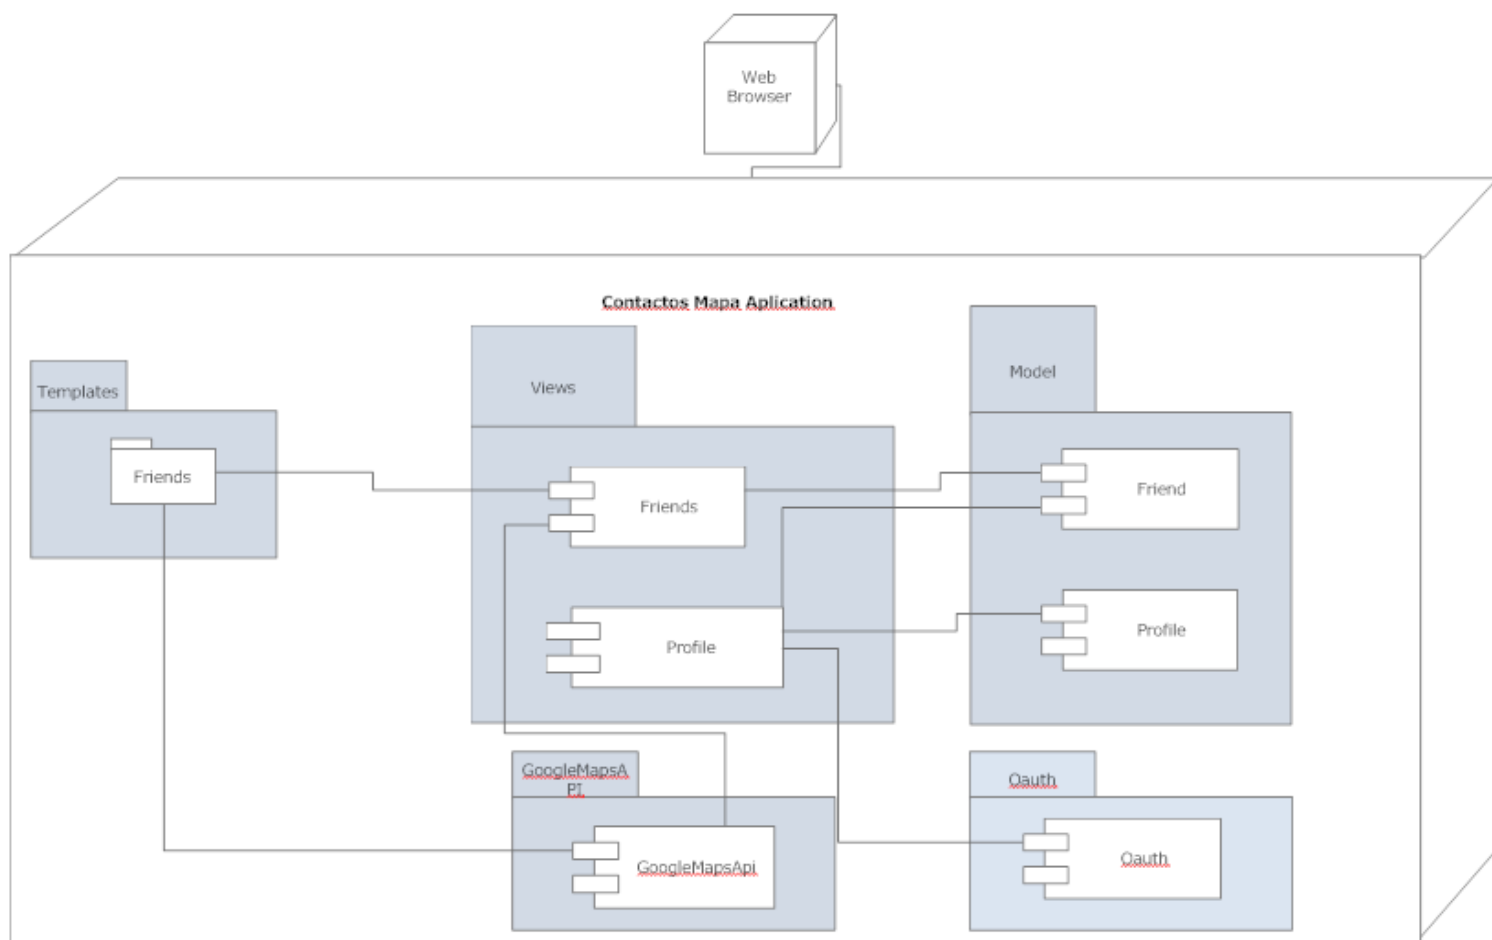 Web
Browser
Contactos Mapa Aplication
Templates
Views
Model
Friends
Friends
Friend
Profile
Profile
GoogleMapsA
PI
Oauth
GoogleMapsApi
Oauth